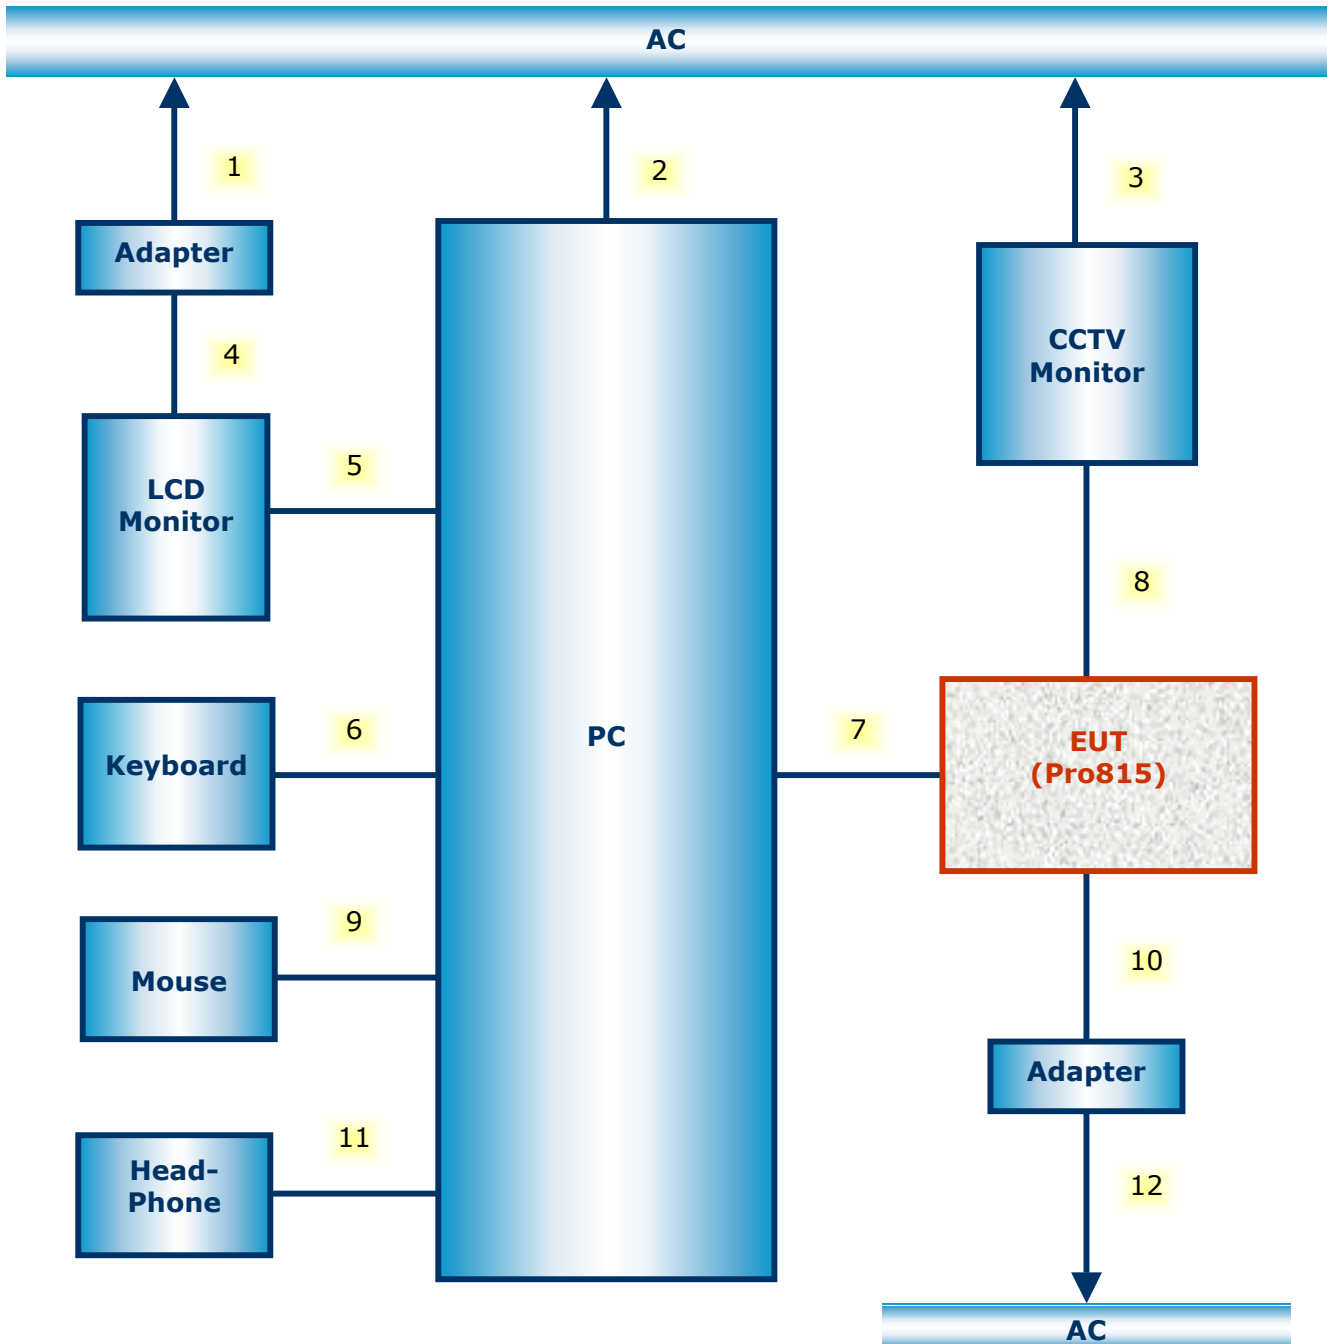 AC
1
2
3
Adapter
4
CCTV
Monitor
LCD
Monitor
5
8
Keyboard
6
PC
7
EUT
(Pro815)
Mouse
9
10
Adapter
Head-
Phone
11
12
AC